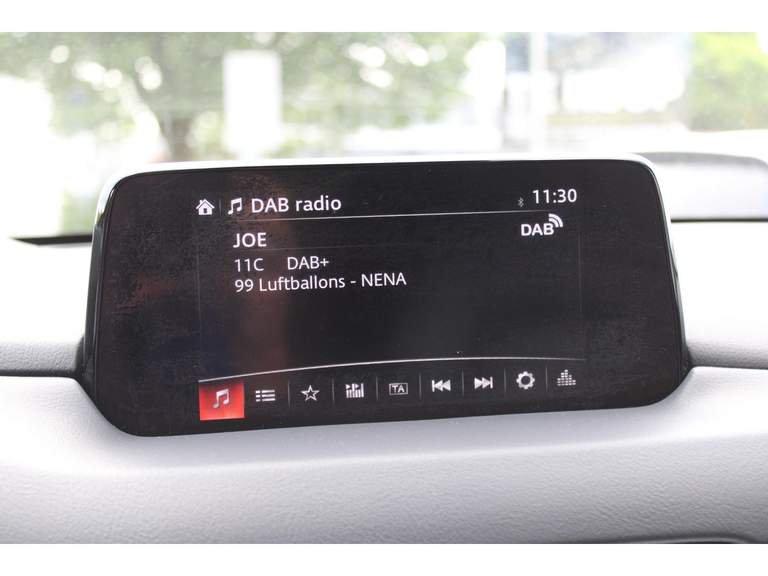 DAB radio
11:30
JOE
DAB
11C DAB+
99 Luftballons - NENA
TA